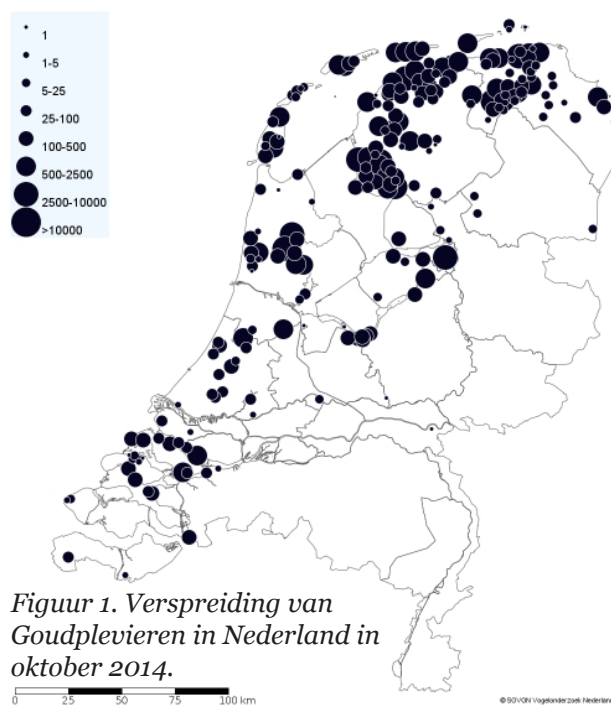 1
1-5
5-25
25-100
100-500
500-2500
2500-10000
>10000
Figuur 1. Verspreiding van
Goudplevieren in Nederland in
oktober 2014.
0 25 50 75 100 km
© SOVON Vogelonderzoek Nederland